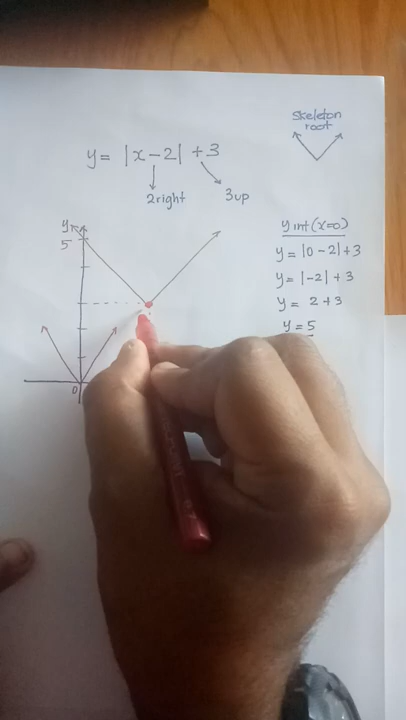 Skeleton
root
y = |x-2| +3
2right
3up
y
5
0
y int (x=0)
y = |0-2|+3
y = |-2|+3
y = 2+3
y = 5